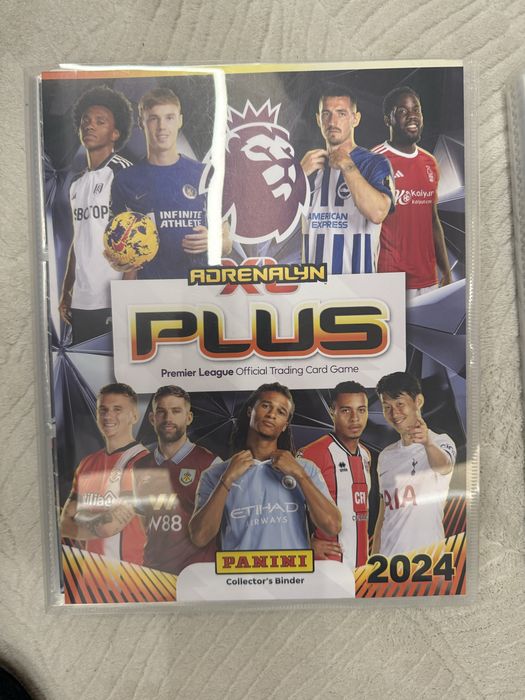 SBOTOP
INFINITE
ATHLETE
AMERICAN
EXPRESS
Kaiyun
ADRENALYN
XL
PLUS
Premier League Official Trading Card Game
W88
ETIHAD
AIRWAYS
CFI
AIA
PANINI
Collector's Binder
2024